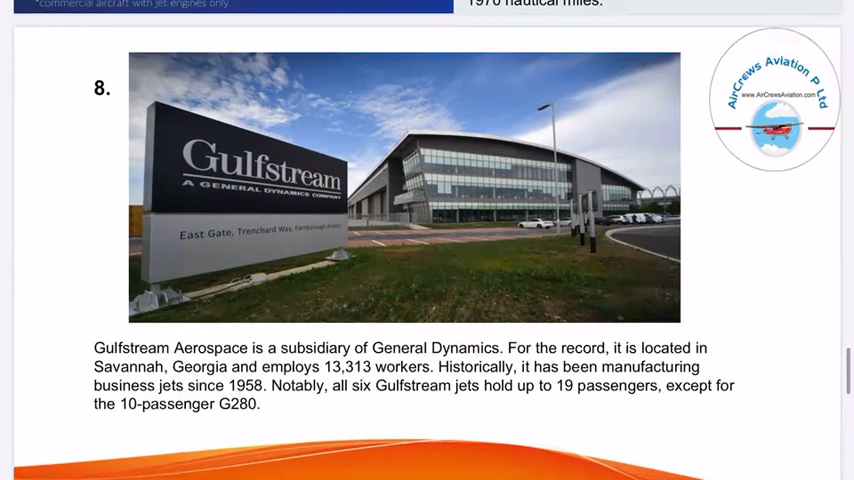 *commercial aircraft with jet engines only
1970 nautical miles.
8.
AirCrews Aviation P Ltd
www.AirCrewsAviation.com
Gulfstream
A GENERAL DYNAMICS COMPANY
East Gate, Trenchard Way, Farnborough Airport
Gulfstream Aerospace is a subsidiary of General Dynamics. For the record, it is located in
Savannah, Georgia and employs 13,313 workers. Historically, it has been manufacturing
business jets since 1958. Notably, all six Gulfstream jets hold up to 19 passengers, except for
the 10-passenger G280.